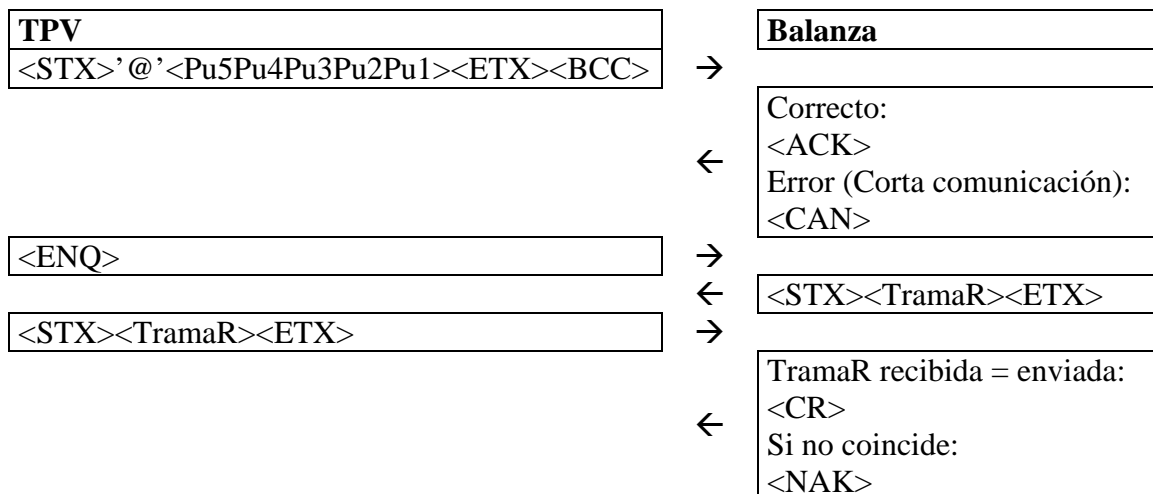 TPV Balanza
<STX>'@'<Pu5Pu4Pu3Pu2Pu1><ETX><BCC> →
Correcto:
<ACK>
←
Error (Corta comunicación):
<CAN>
<ENQ> →
← <STX><TramaR><ETX>
<STX><TramaR><ETX> →
TramaR recibida = enviada:
<CR>
←
Si no coincide:
<NAK>